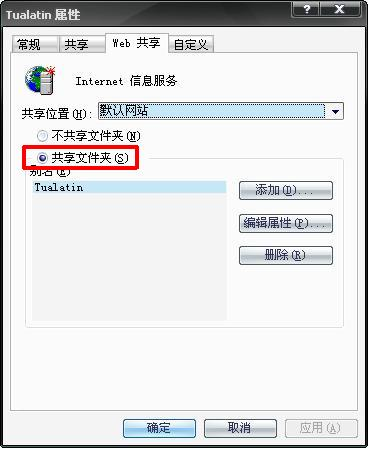 Tualatin 属性
常规 共享 Web 共享 自定义
Internet 信息服务
共享位置(H): 默认网站
不共享文件夹(N)
共享文件夹(S)
别名(E)
Tualatin
添加(D)...
编辑属性(P)...
删除(R)
确定 取消 应用(A)